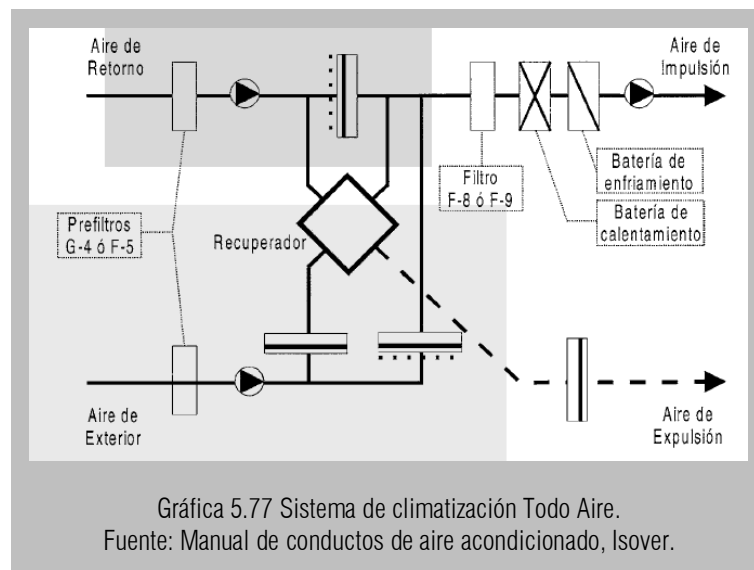 Aire de
Retorno
Aire de
Impulsión
Filtro
F-8 ó F-9
Batería de
enfriamiento
Batería de
calentamiento
Prefiltros
G-4 ó F-5
Recuperador
Aire de
Exterior
Aire de
Expulsión
Gráfica 5.77 Sistema de climatización Todo Aire.
Fuente: Manual de conductos de aire acondicionado, Isover.